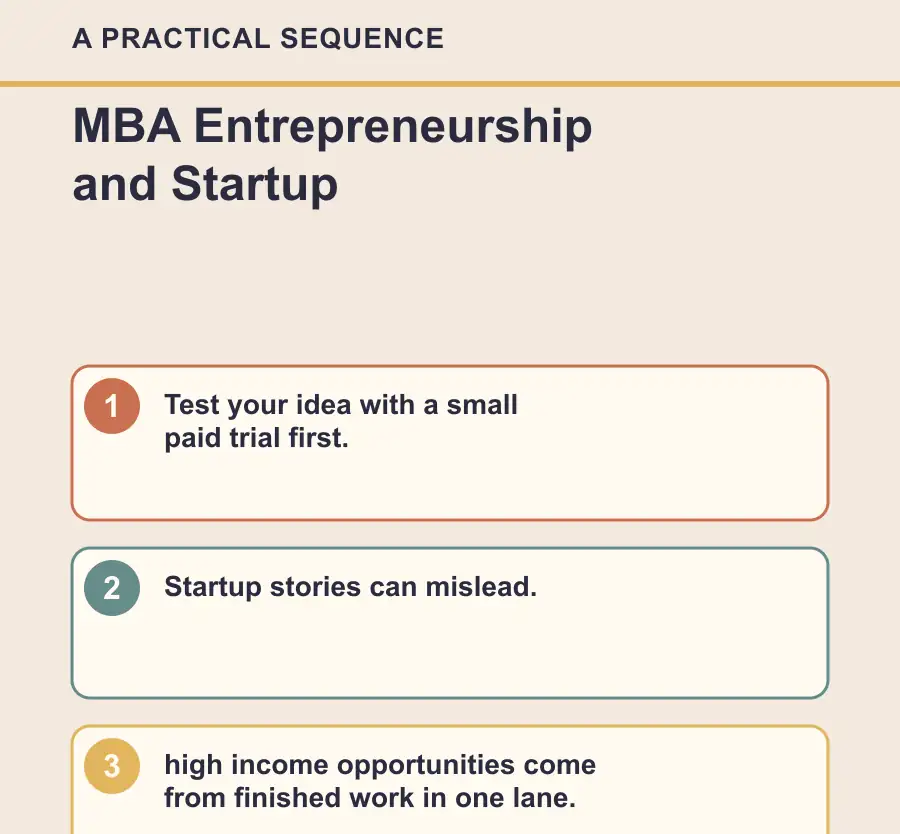 A PRACTICAL SEQUENCE
MBA Entrepreneurship
and Startup
1
Test your idea with a small
paid trial first.
2
Startup stories can mislead.
3
high income opportunities come
from finished work in one lane.